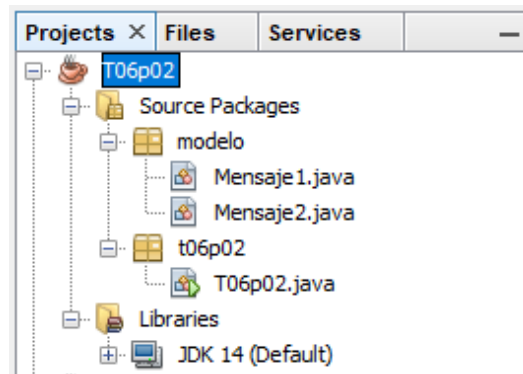 Projects × Files Services
T06p02
Source Packages
modelo
Mensaje1.java
Mensaje2.java
t06p02
T06p02.java
Libraries
JDK 14 (Default)